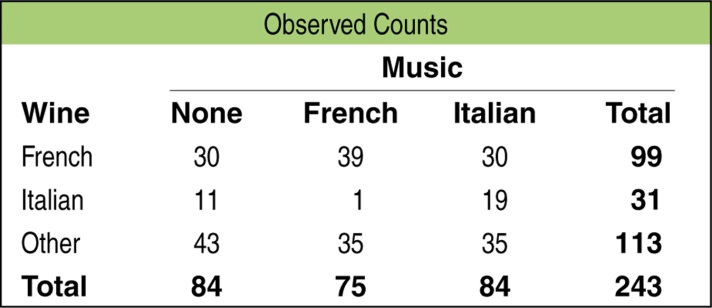 Observed Counts
Music
Wine None French Italian Total
French 30 39 30 99
Italian 11 1 19 31
Other 43 35 35 113
Total 84 75 84 243